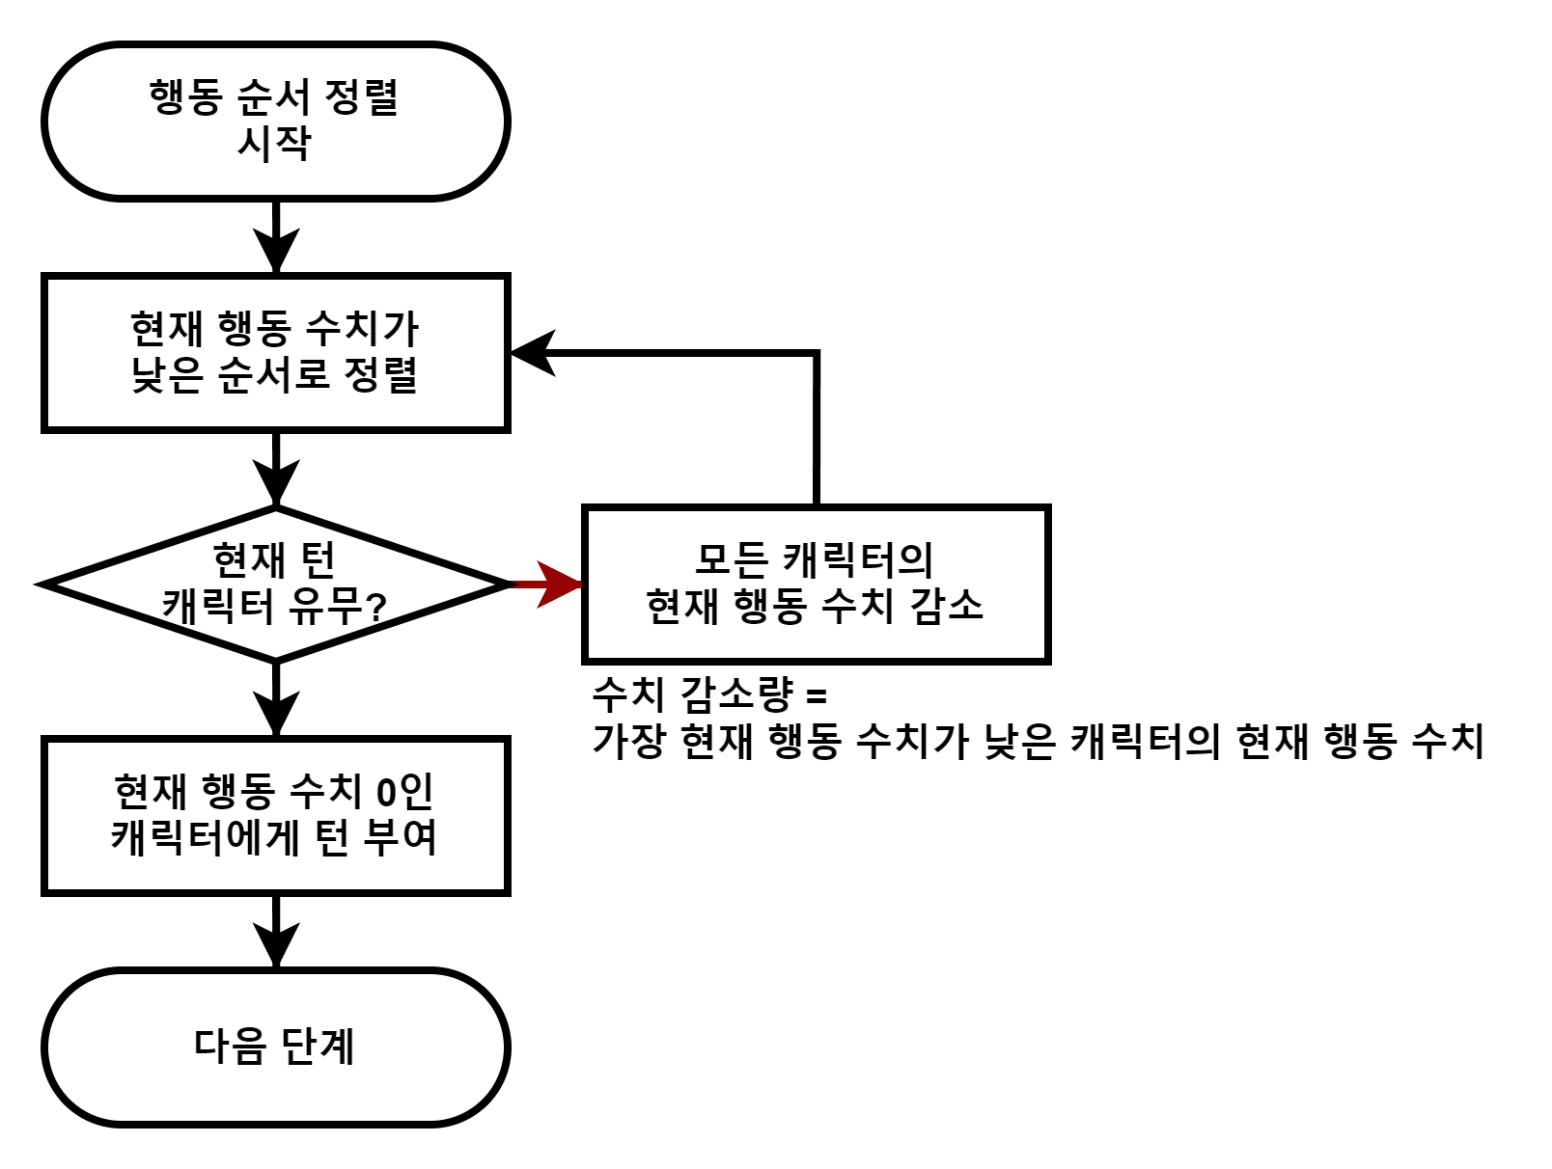 행동 순서 정렬
시작
현재 행동 수치가
낮은 순서로 정렬
현재 턴
캐릭터 유무?
모든 캐릭터의
현재 행동 수치 감소
수치 감소량 =
가장 현재 행동 수치가 낮은 캐릭터의 현재 행동 수치
현재 행동 수치 0인
캐릭터에게 턴 부여
다음 단계